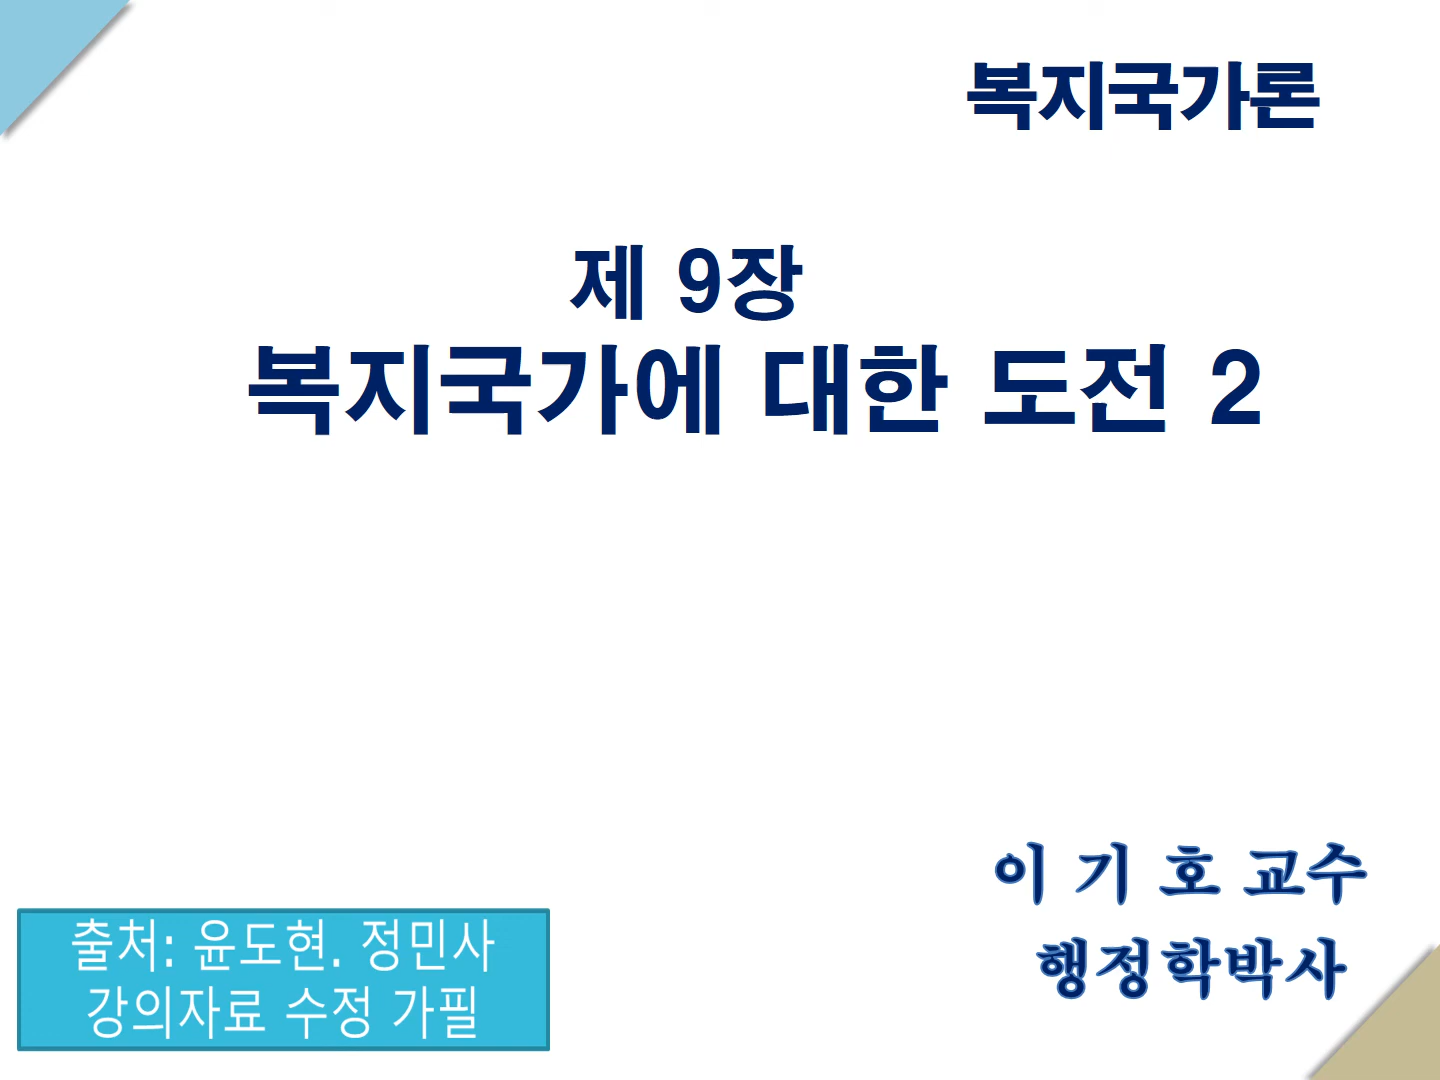 복지국가론
제 9장
복지국가에 대한 도전 2
이 기 호 교수
행정학박사
출처: 윤도현. 정민사
강의자료 수정 가필